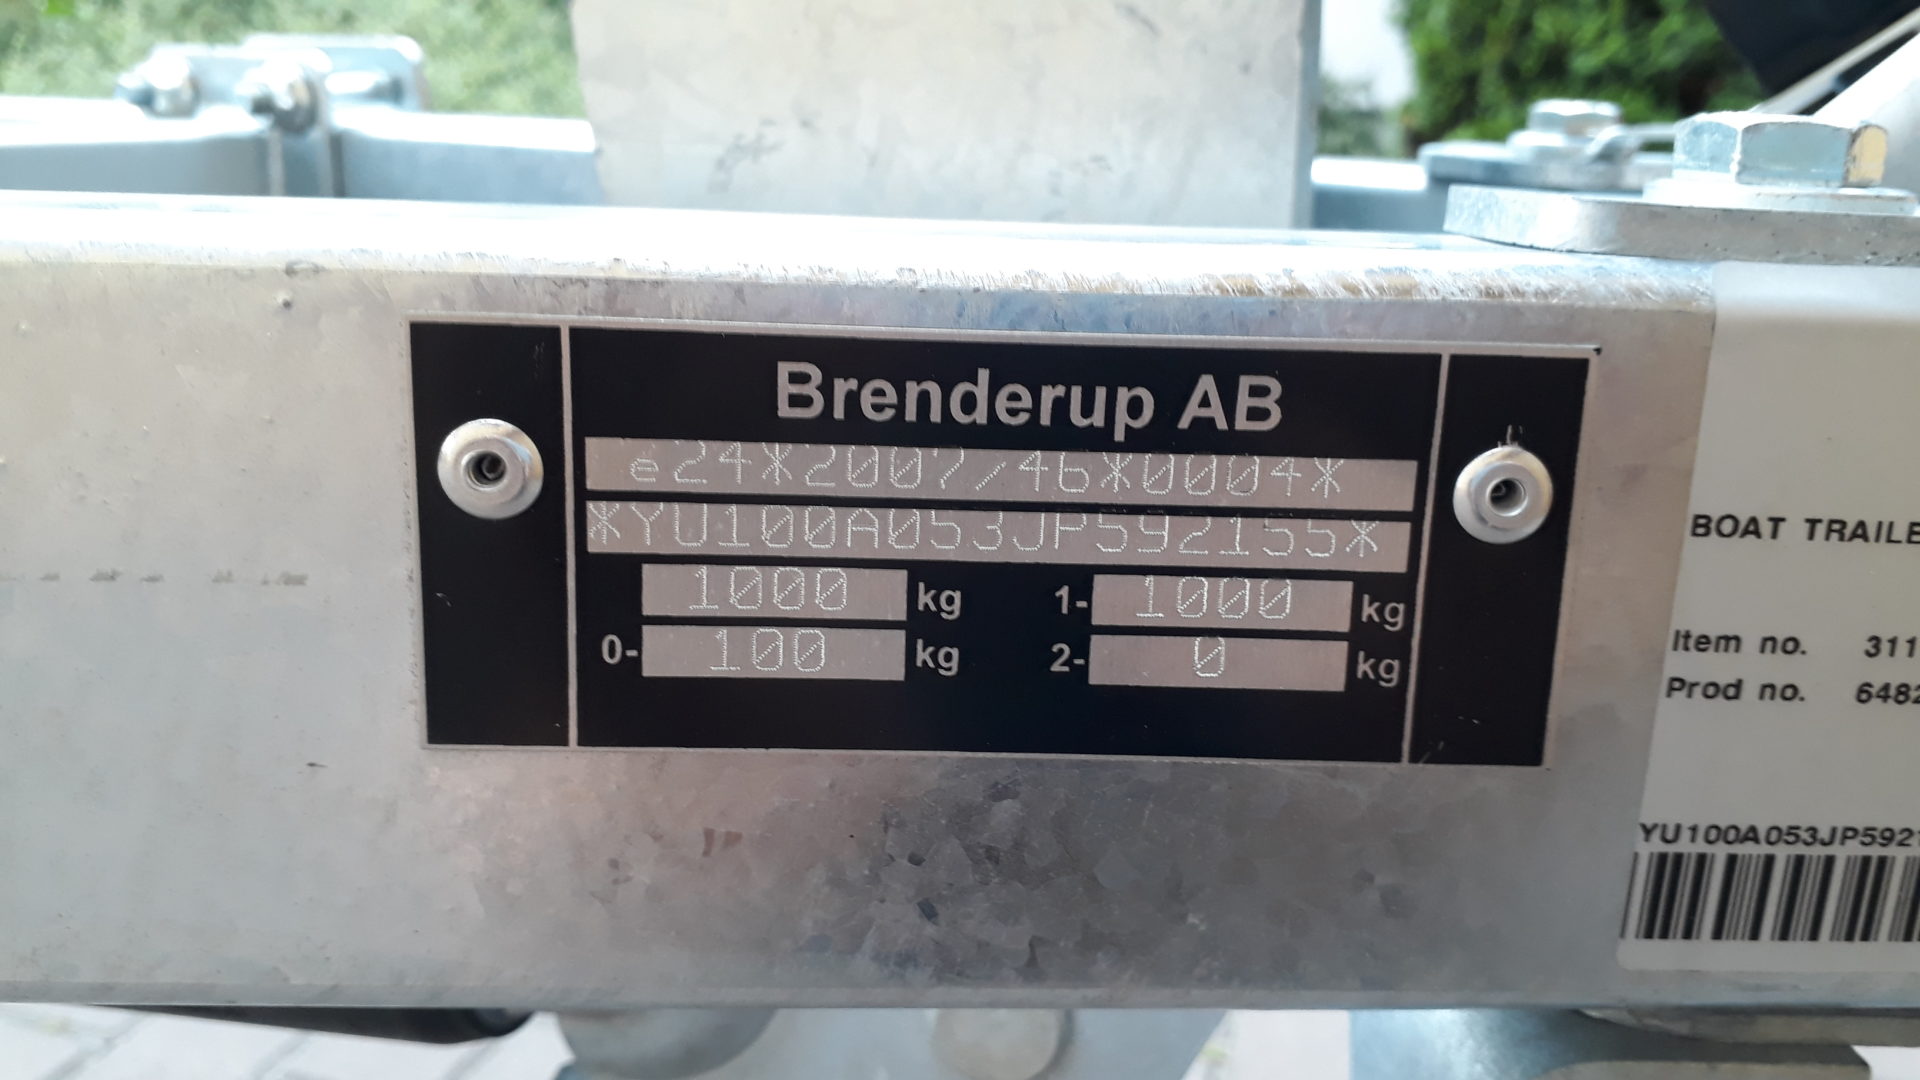 Brenderup AB
e24*2007/46*0004*
*YU100A053JP592155*
1000 kg 1- 1000 kg
0- 100 kg 2- 0 kg
BOAT TRAILE
Item no. 311
Prod no. 6482
YU100A053JP592